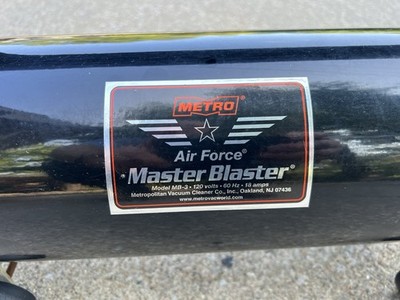 METRO
Air Force®
Master Blaster®
Model MB-3 • 120 volts • 60 Hz • 18 amps
Metropolitan Vacuum Cleaner Co., Inc., Oakland, NJ 07436
www.metrovacworld.com